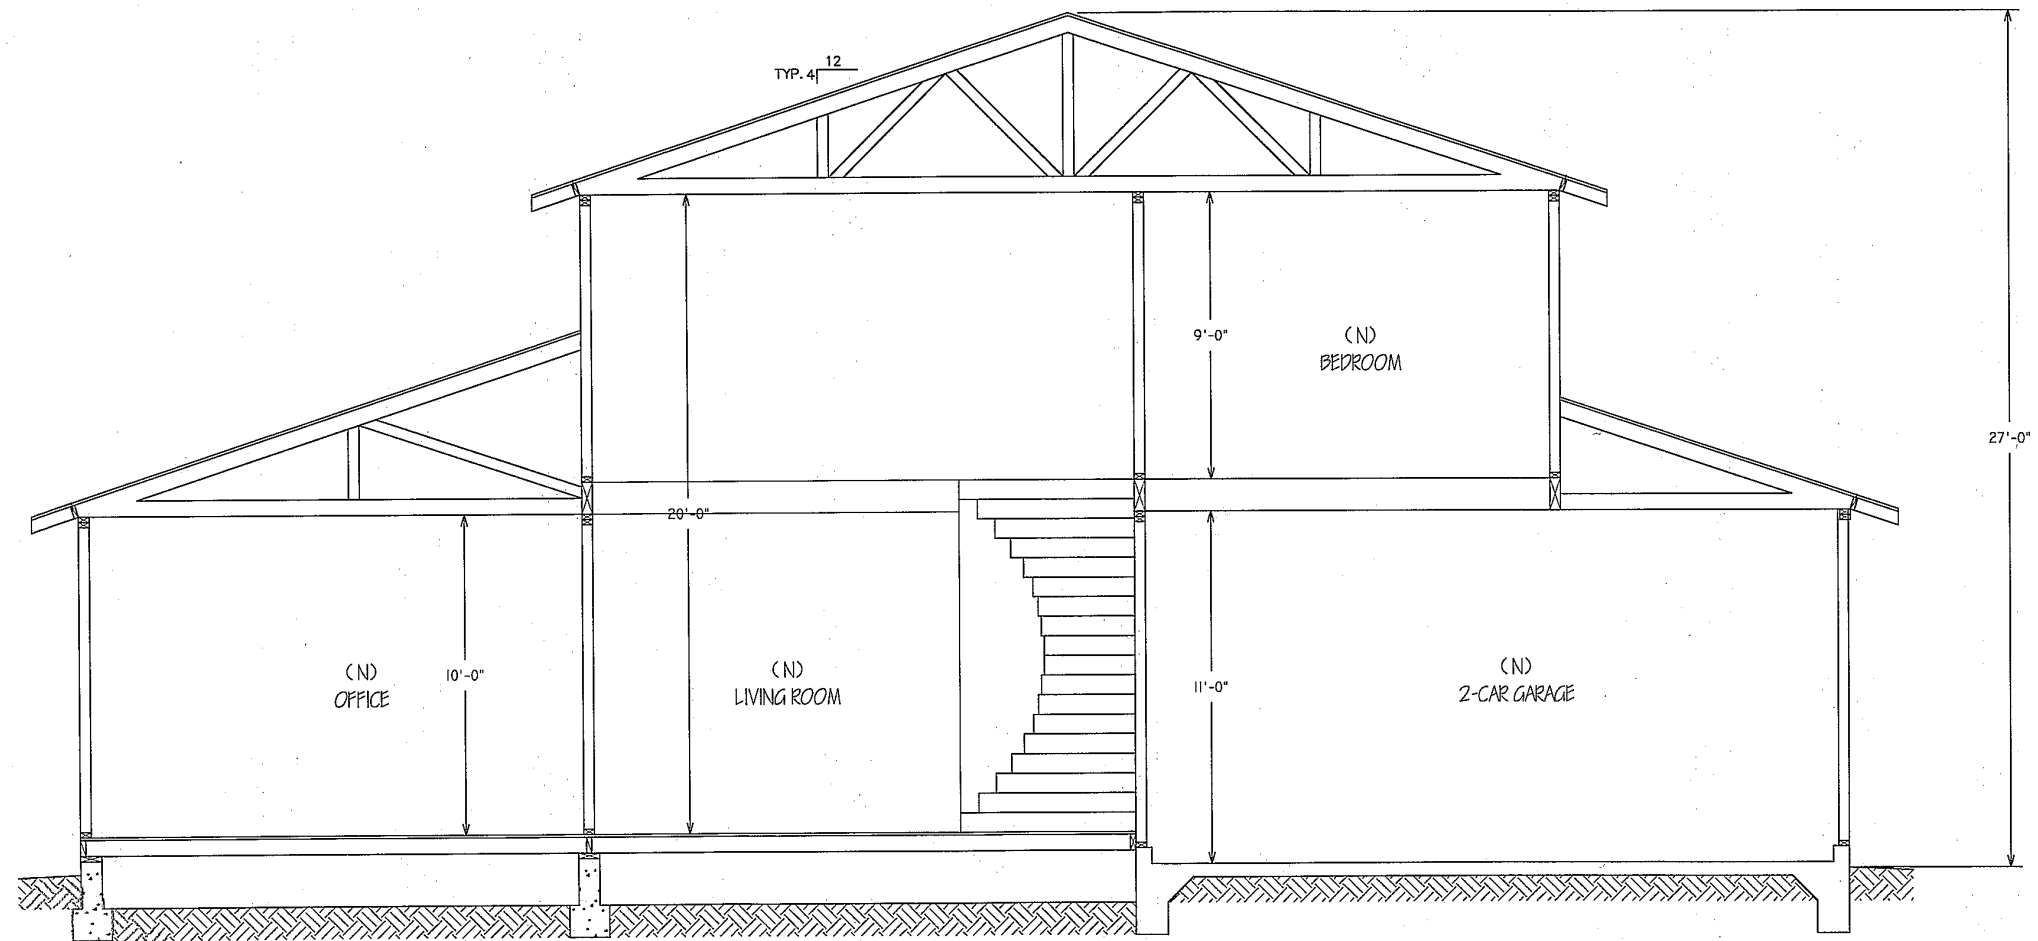 12
TYP. 4
9'-0"
(N)
BEDROOM
27'-0"
20'-0"
(N)
OFFICE
10'-0"
(N)
LIVING ROOM
11'-0"
(N)
2-CAR GARAGE